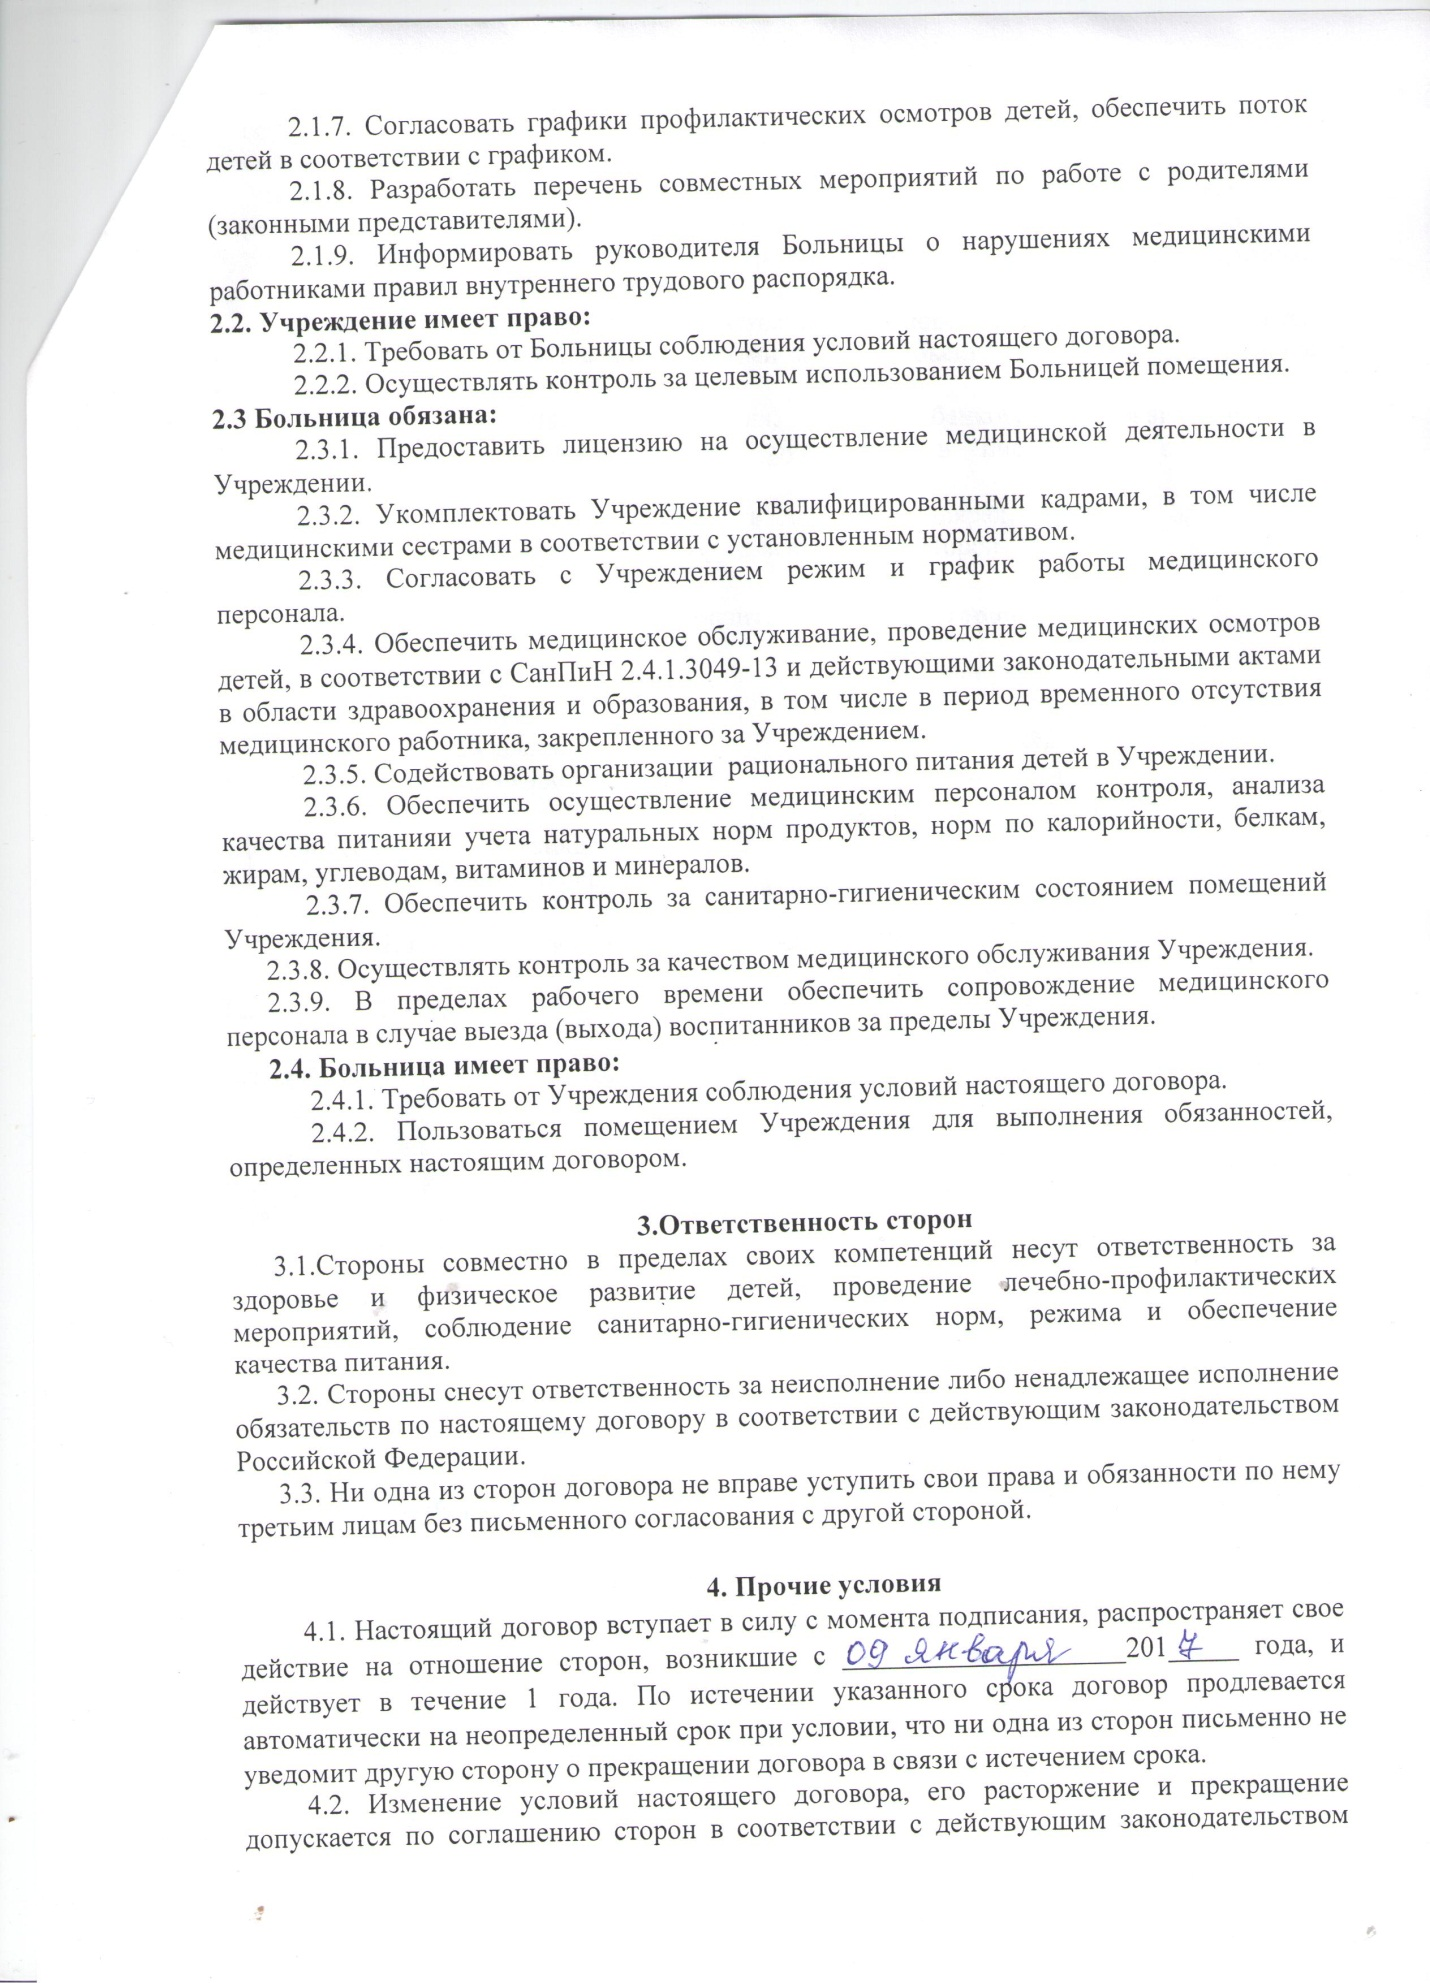 2.1.7. Согласовать графики профилактических осмотров детей, обеспечить поток
детей в соответствии с графиком.
2.1.8. Разработать перечень совместных мероприятий по работе с родителями
(законными представителями).
2.1.9. Информировать руководителя Больницы о нарушениях медицинскими
работниками правил внутреннего трудового распорядка.
2.2. Учреждение имеет право:
2.2.1. Требовать от Больницы соблюдения условий настоящего договора.
2.2.2. Осуществлять контроль за целевым использованием Больницей помещения.
2.3 Больница обязана:
2.3.1. Предоставить лицензию на осуществление медицинской деятельности в
Учреждении.
2.3.2. Укомплектовать Учреждение квалифицированными кадрами, в том числе
медицинскими сестрами в соответствии с установленным нормативом.
2.3.3. Согласовать с Учреждением режим и график работы медицинского
персонала.
2.3.4. Обеспечить медицинское обслуживание, проведение медицинских осмотров
детей, в соответствии с СанПиН 2.4.1.3049-13 и действующими законодательными актами
в области здравоохранения и образования, в том числе в период временного отсутствия
медицинского работника, закрепленного за Учреждением.
2.3.5. Содействовать организации рационального питания детей в Учреждении.
2.3.6. Обеспечить осуществление медицинским персоналом контроля, анализа
качества питанияи учета натуральных норм продуктов, норм по калорийности, белкам,
жирам, углеводам, витаминов и минералов.
2.3.7. Обеспечить контроль за санитарно-гигиеническим состоянием помещений
Учреждения.
2.3.8. Осуществлять контроль за качеством медицинского обслуживания Учреждения.
2.3.9. В пределах рабочего времени обеспечить сопровождение медицинского
персонала в случае выезда (выхода) воспитанников за пределы Учреждения.
2.4. Больница имеет право:
2.4.1. Требовать от Учреждения соблюдения условий настоящего договора.
2.4.2. Пользоваться помещением Учреждения для выполнения обязанностей,
определенных настоящим договором.
3.Ответственность сторон
3.1.Стороны совместно в пределах своих компетенций несут ответственность за
здоровье и физическое развитие детей, проведение лечебно-профилактических
мероприятий, соблюдение санитарно-гигиенических норм, режима и обеспечение
качества питания.
3.2. Стороны снесут ответственность за неисполнение либо ненадлежащее исполнение
обязательств по настоящему договору в соответствии с действующим законодательством
Российской Федерации.
3.3. Ни одна из сторон договора не вправе уступить свои права и обязанности по нему
третьим лицам без письменного согласования с другой стороной.
4. Прочие условия
4.1. Настоящий договор вступает в силу с момента подписания, распространяет свое
действие на отношение сторон, возникшие с 09 января 2017 года, и
действует в течение 1 года. По истечении указанного срока договор продлевается
автоматически на неопределенный срок при условии, что ни одна из сторон письменно не
уведомит другую сторону о прекращении договора в связи с истечением срока.
4.2. Изменение условий настоящего договора, его расторжение и прекращение
допускается по соглашению сторон в соответствии с действующим законодательством